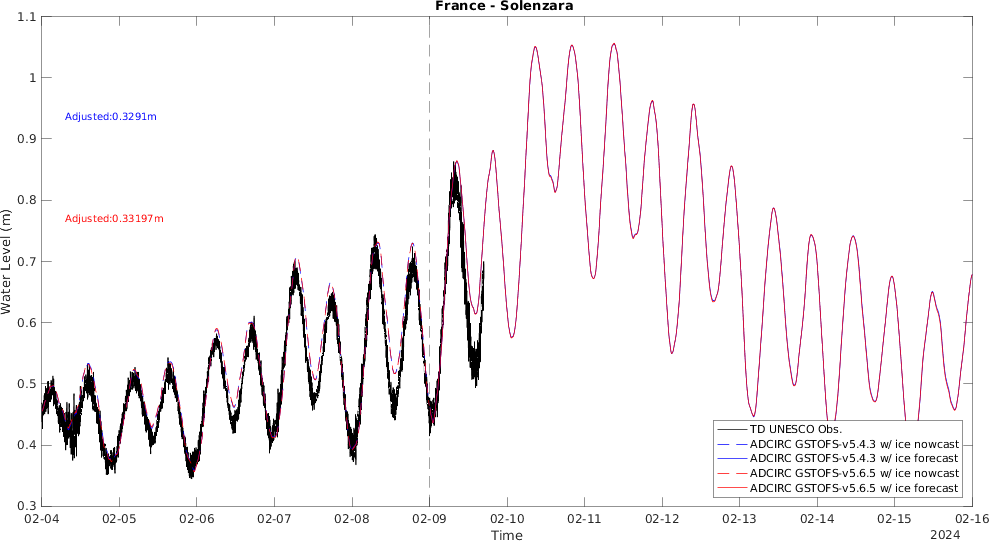 France - Solenzara
1.1
1
0.9
0.8
0.7
0.6
0.5
0.4
0.3
Water Level (m)
Adjusted:0.3291m
Adjusted:0.33197m
TD UNESCO Obs.
ADCIRC GSTOFS-v5.4.3 w/ ice nowcast
ADCIRC GSTOFS-v5.4.3 w/ ice forecast
ADCIRC GSTOFS-v5.6.5 w/ ice nowcast
ADCIRC GSTOFS-v5.6.5 w/ ice forecast
02-04 02-05 02-06 02-07 02-08 02-09 02-10 02-11 02-12 02-13 02-14 02-15 02-16
Time
2024